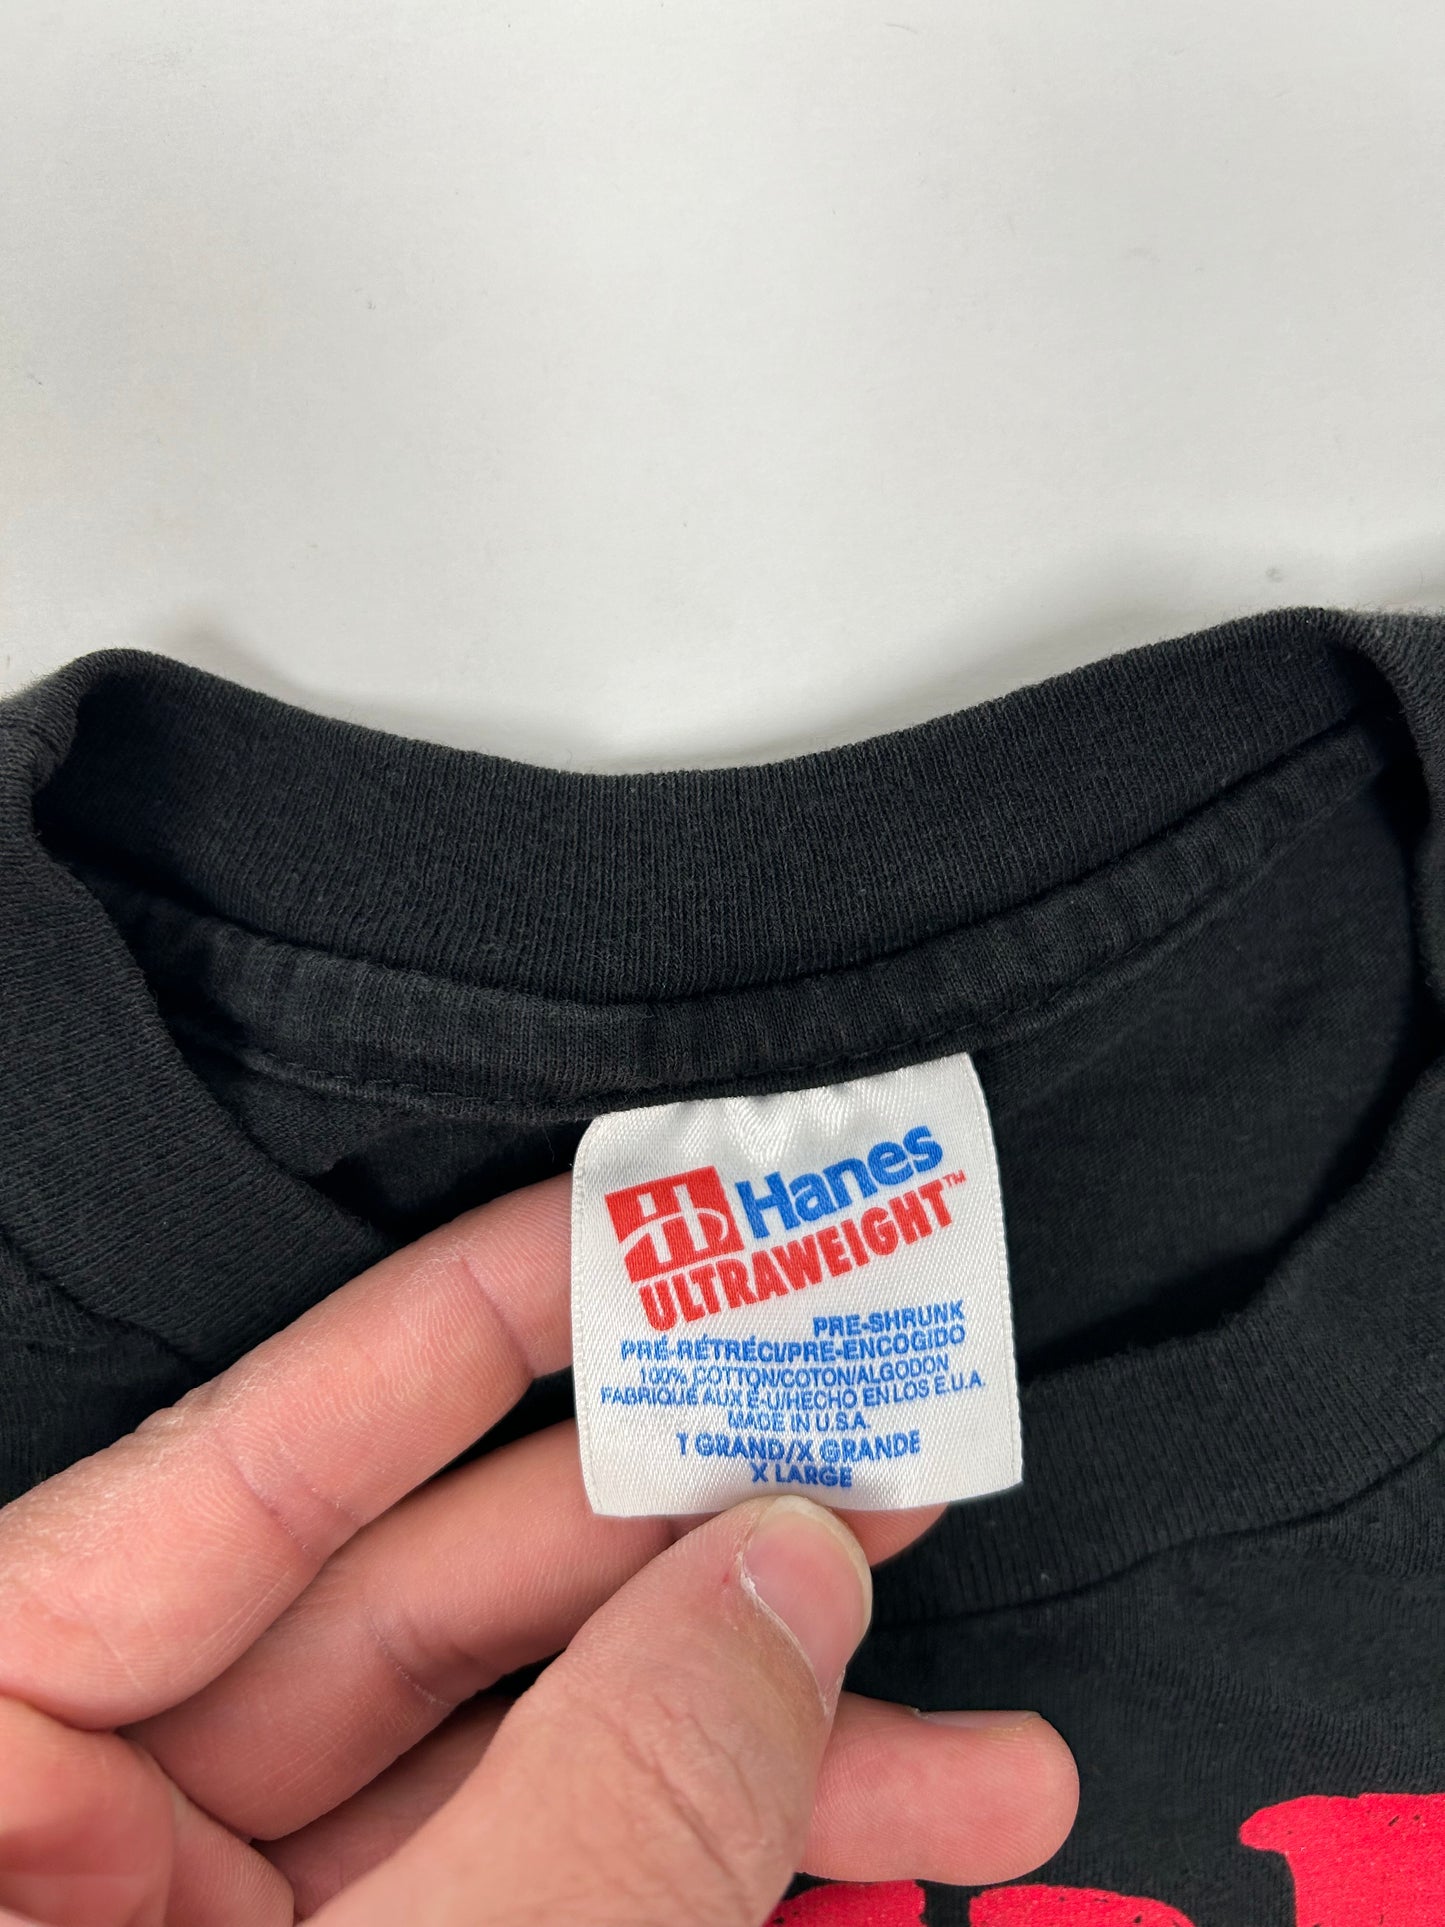 Hanes
ULTRAWEIGHT™
PRE-SHRUNK
PRÉ-RÉTRÉCI/PRE-ENCOGIDO
100% COTTON/COTON/ALGODON
FABRIQUÉ AUX É-U/HECHO EN LOS E.U.A.
MADE IN U.S.A.
T GRAND/X GRANDE
X LARGE